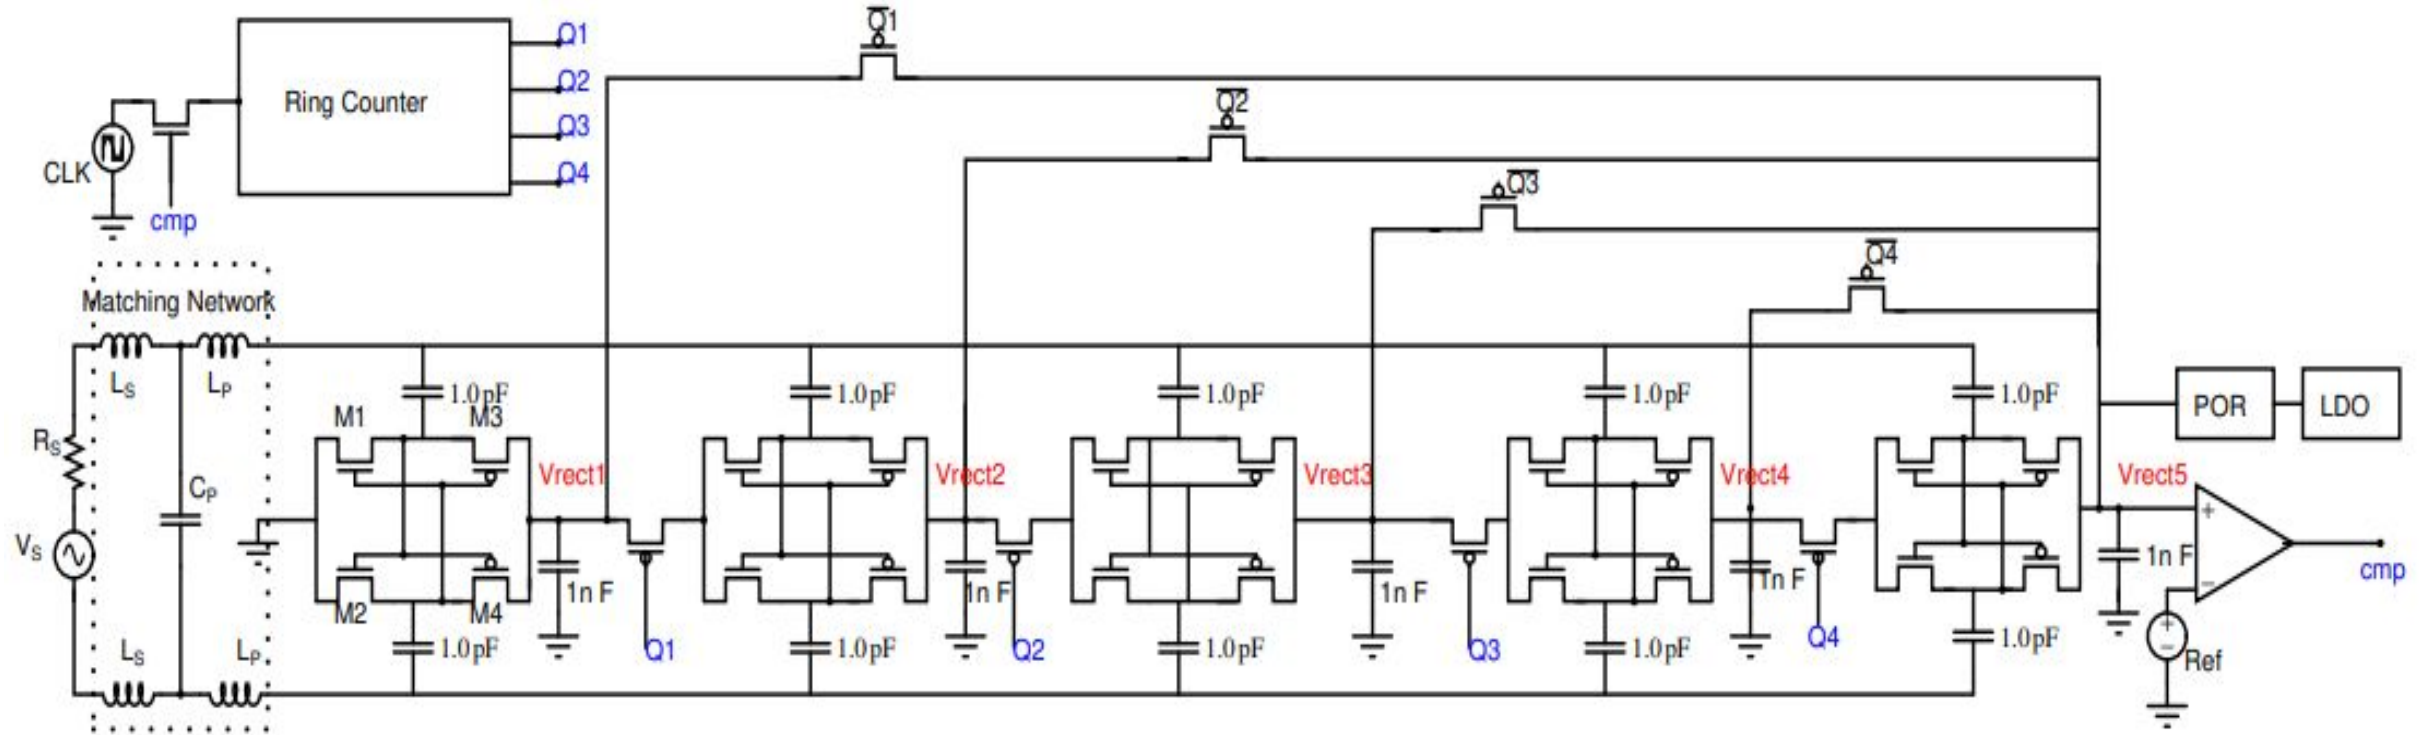 Q̅1̅
Q1
Q2
Q3
Q4
Ring Counter
CLK
cmp
Q̅2̅
Q̅3̅
Q̅4̅
Matching Network
LS
LP
RS
CP
VS
LS
LP
1.0pF
1.0pF
1.0pF
1.0pF
1.0pF
M1
M3
M2
M4
Vrect1
Vrect2
Vrect3
Vrect4
Vrect5
1n F
1n F
1n F
1n F
1n F
1.0pF
1.0pF
1.0pF
1.0pF
1.0pF
Q1
Q2
Q3
Q4
POR
LDO
+
−
cmp
+
−
Ref